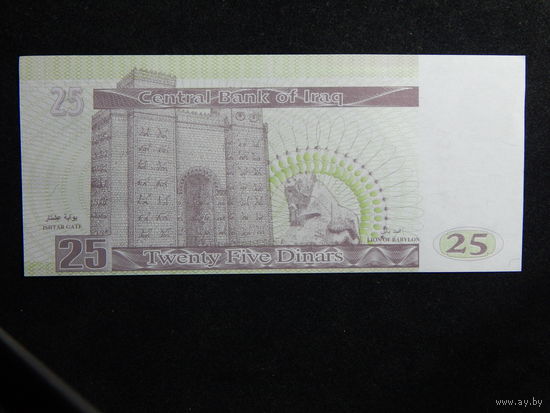 25
Central Bank of Iraq
بوابة عشتار
ISHTAR GATE
اسد بابل
LION OF BABYLON
25
Twenty Five Dinars
25
www.ay.by